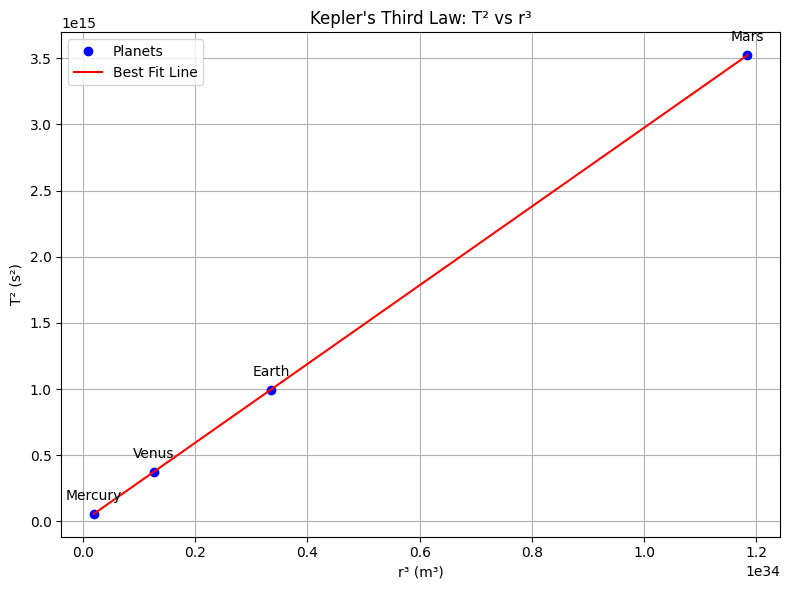 Kepler's Third Law: T² vs r³
1e15
Mars
Planets
Best Fit Line
3.5
3.0
2.5
2.0
T² (s²)
1.5
Earth
1.0
Venus
0.5
Mercury
0.0
0.0 0.2 0.4 0.6 0.8 1.0 1.2
r³ (m³)
1e34